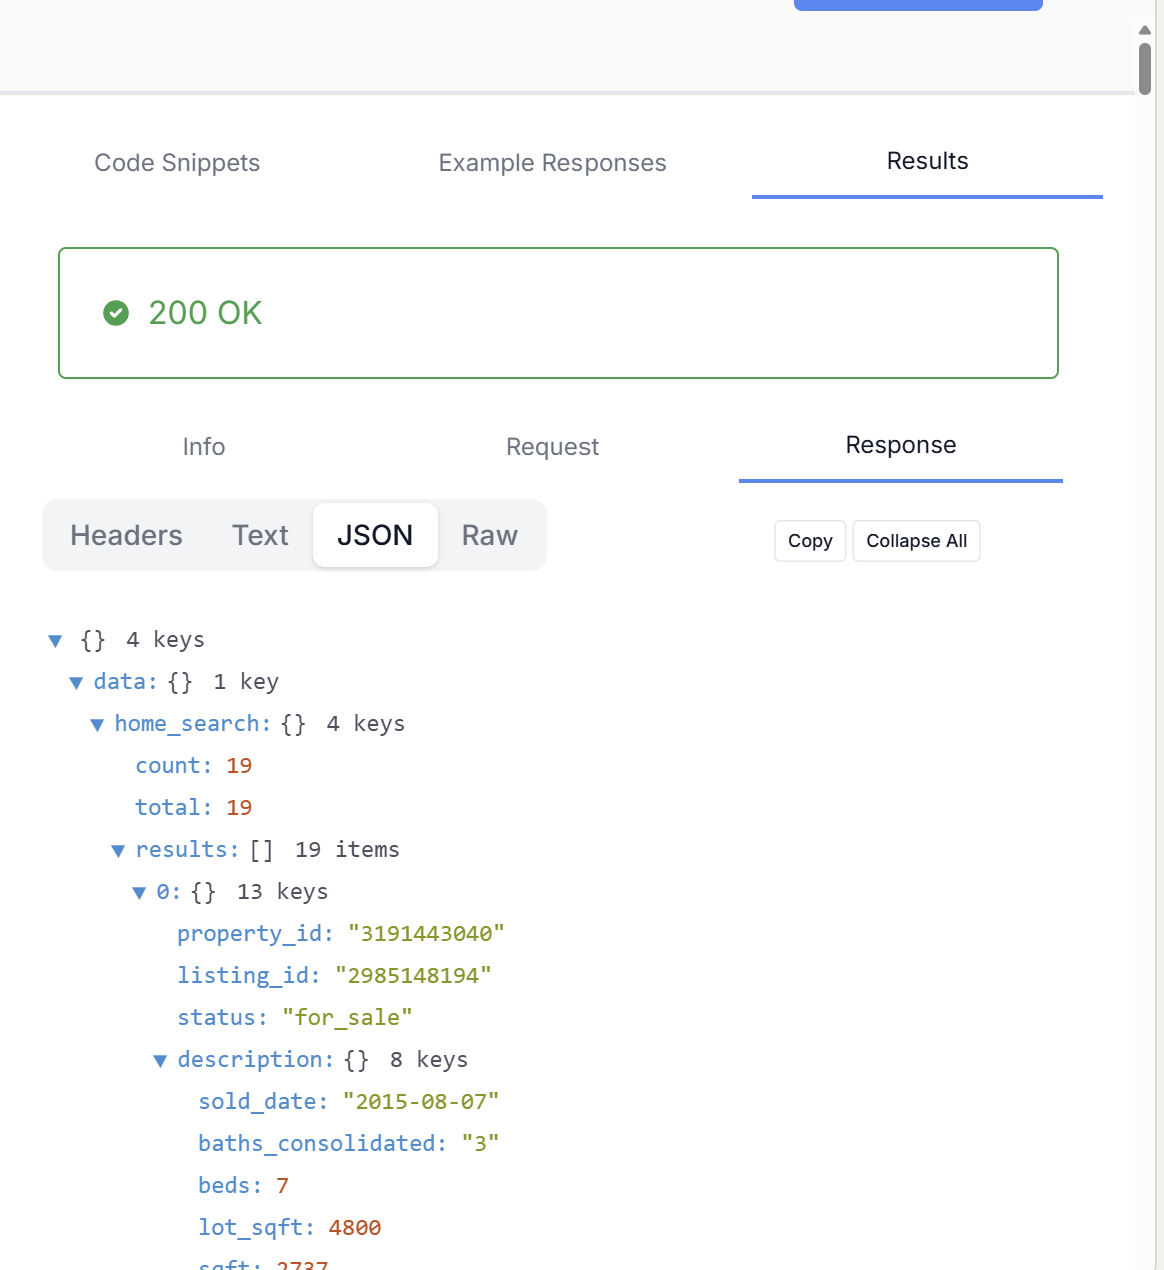 Code Snippets
Example Responses
Results
200 OK
Info
Request
Response
Headers
Text
JSON
Raw
Copy
Collapse All
{} 4 keys
data: {} 1 key
home_search: {} 4 keys
count: 19
total: 19
results: [] 19 items
0: {} 13 keys
property_id: "3191443040"
listing_id: "2985148194"
status: "for_sale"
description: {} 8 keys
sold_date: "2015-08-07"
baths_consolidated: "3"
beds: 7
lot_sqft: 4800
sqft: 2737